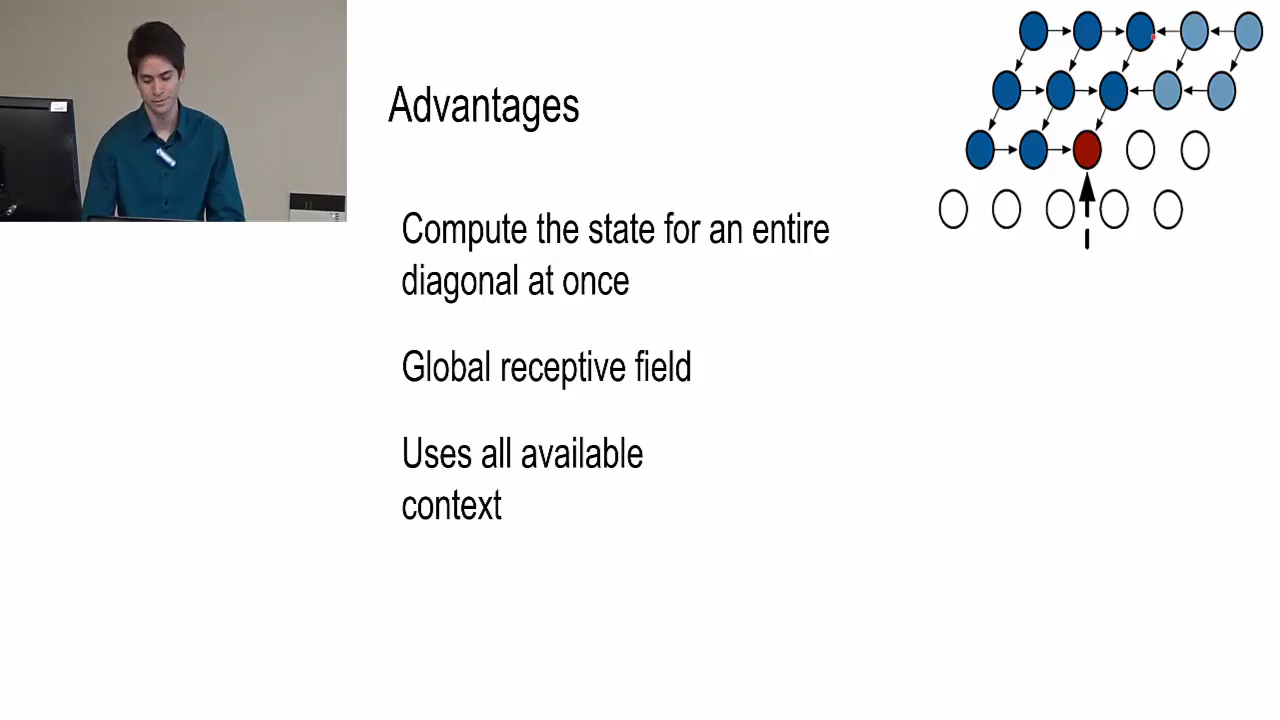 Advantages
Compute the state for an entire
diagonal at once
Global receptive field
Uses all available
context